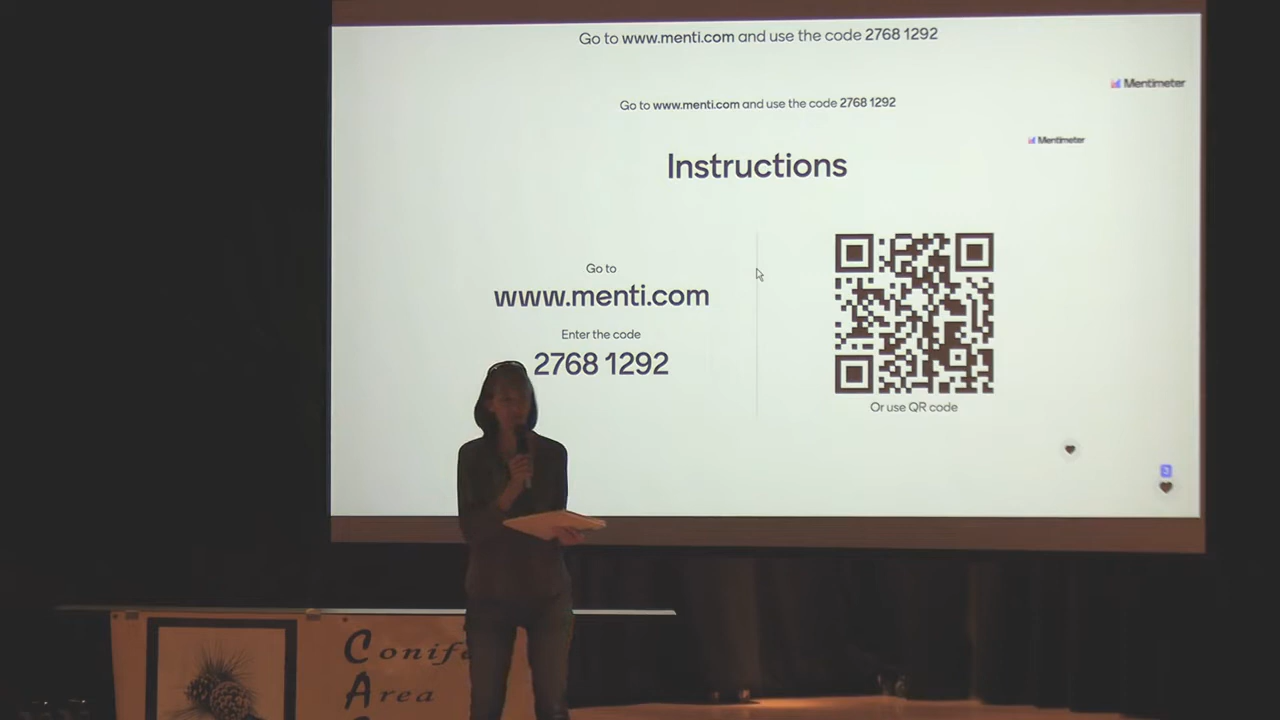 Go to www.menti.com and use the code 2768 1292
Mentimeter
Go to www.menti.com and use the code 2768 1292
Mentimeter
Instructions
Go to
www.menti.com
Enter the code
2768 1292
Or use QR code
Area